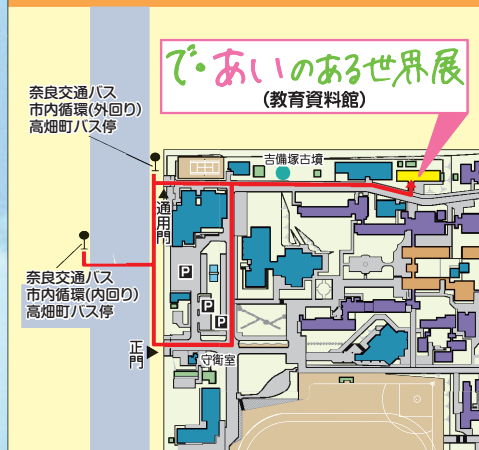 で・あいのある世界展
(教育資料館)
奈良交通バス
市内循環(外回り)
高畑町バス停
吉備塚古墳
通用門
奈良交通バス
市内循環(内回り)
高畑町バス停
P
P
P
正門
守衛室